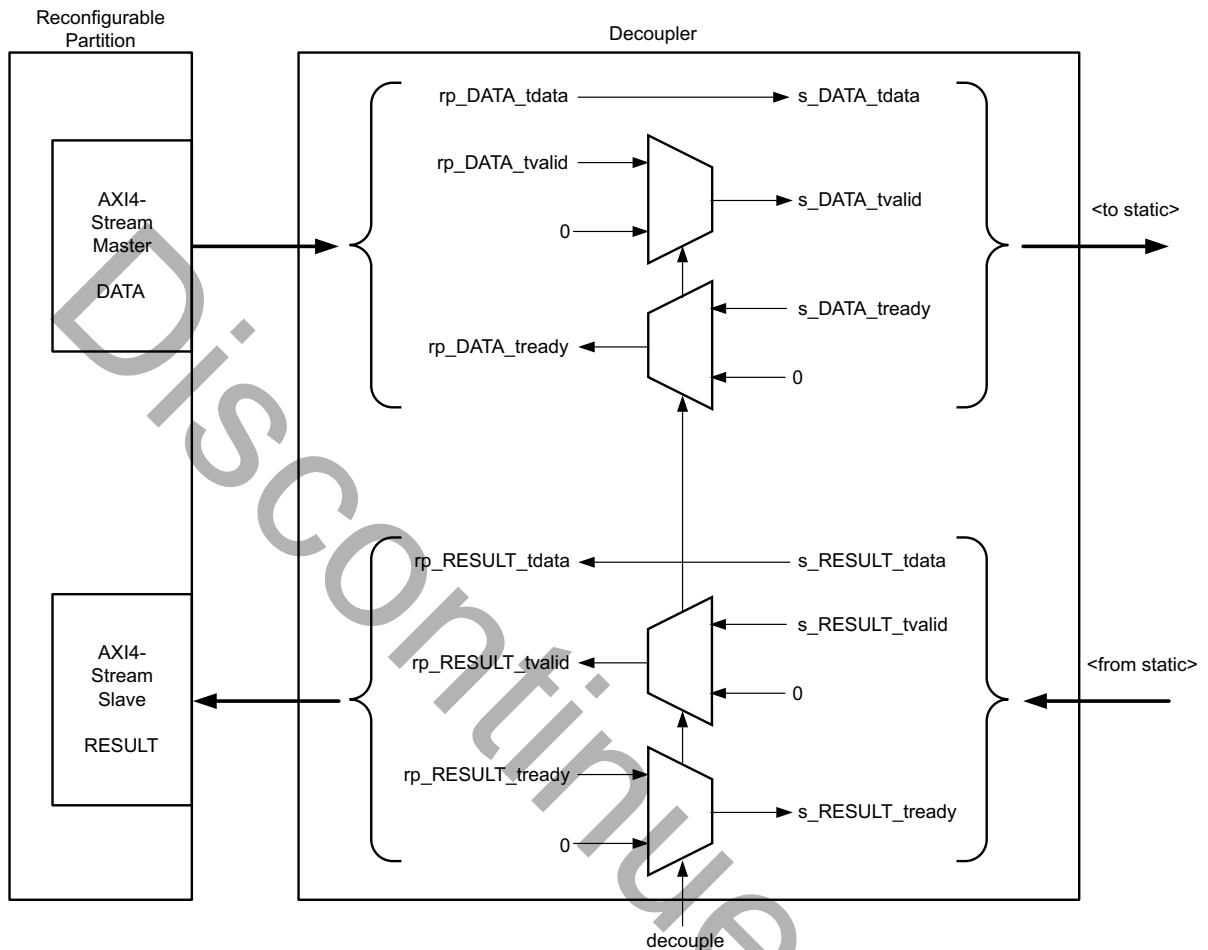 Reconfigurable
Partition
Decoupler
rp_DATA_tdata
s_DATA_tdata
rp_DATA_tvalid
s_DATA_tvalid
0
<to static>
AXI4-
Stream
Master
DATA
s_DATA_tready
rp_DATA_tready
0
rp_RESULT_tdata
s_RESULT_tdata
s_RESULT_tvalid
rp_RESULT_tvalid
0
<from static>
AXI4-
Stream
Slave
RESULT
rp_RESULT_tready
s_RESULT_tready
0
decouple
Discontinue